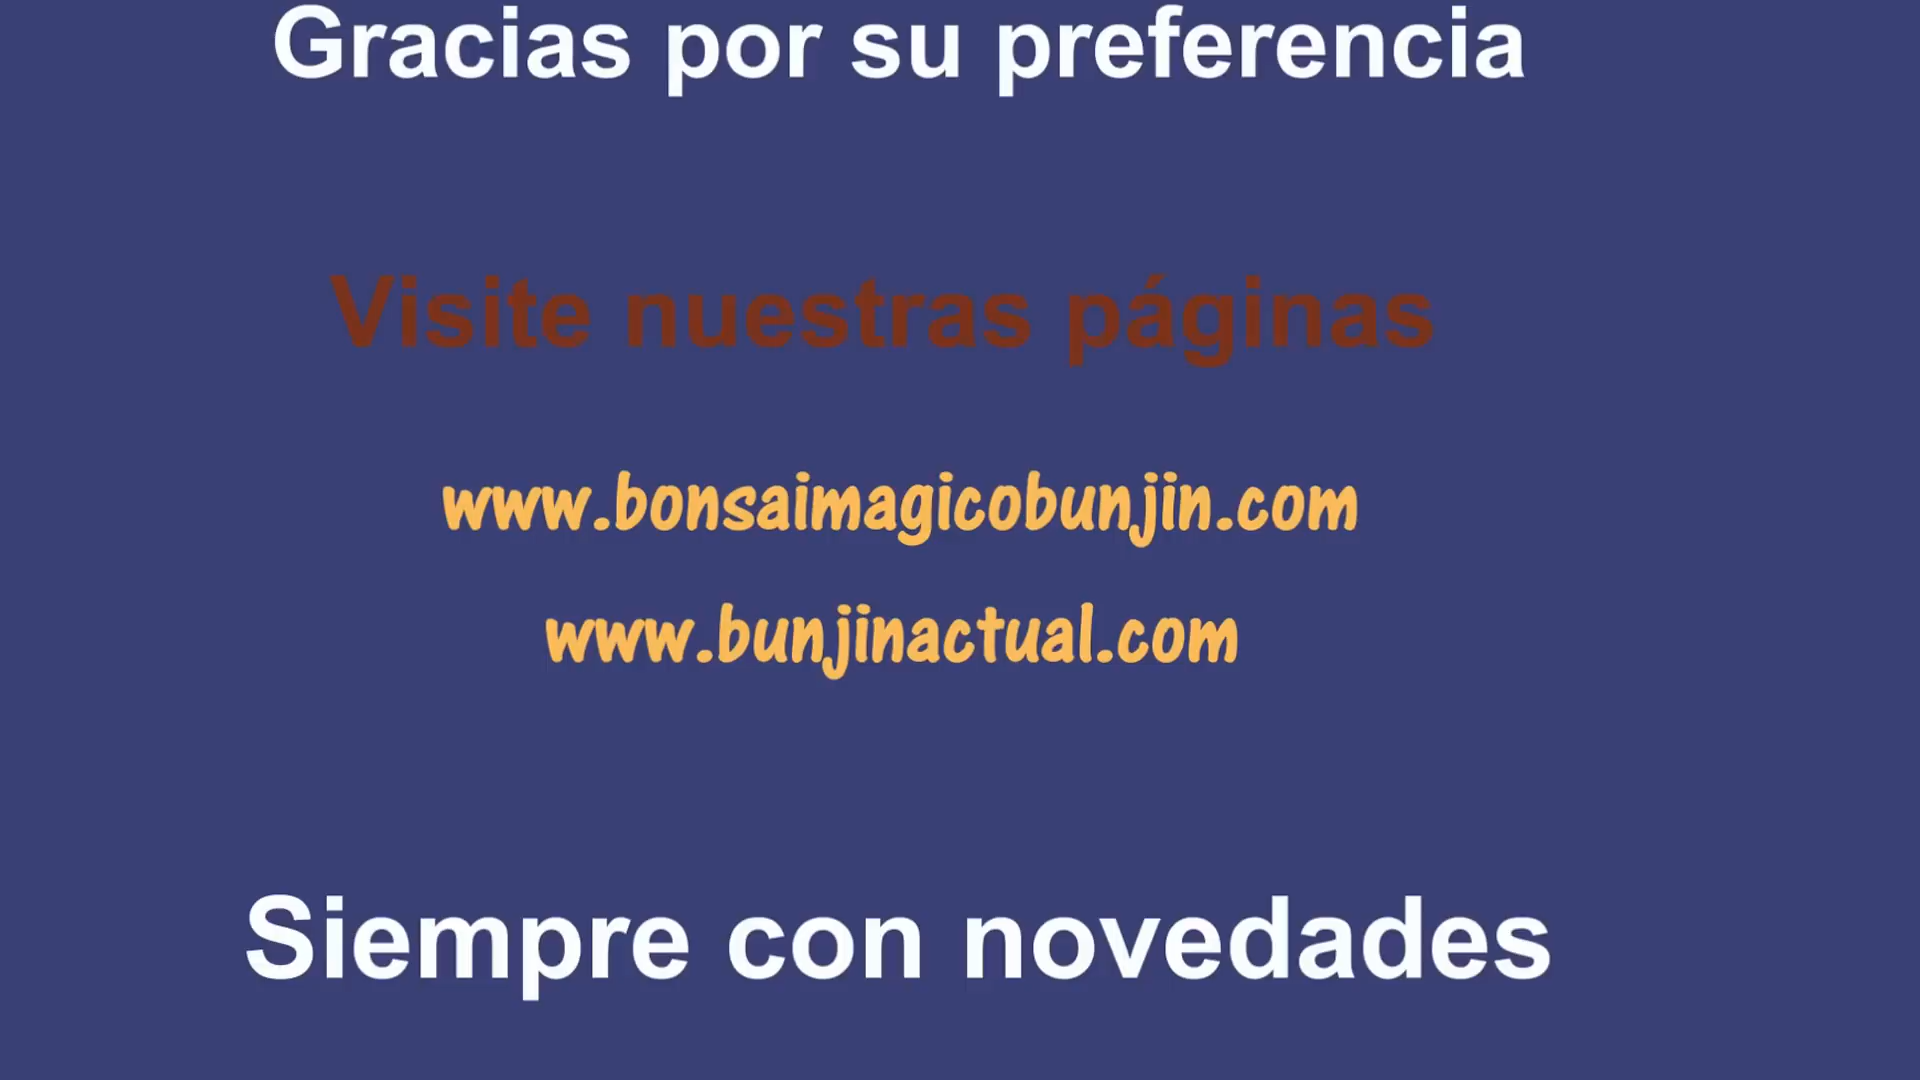 Gracias por su preferencia
Visite nuestras páginas
www.bonsaimagicobunjin.com
www.bunjinactual.com
Siempre con novedades